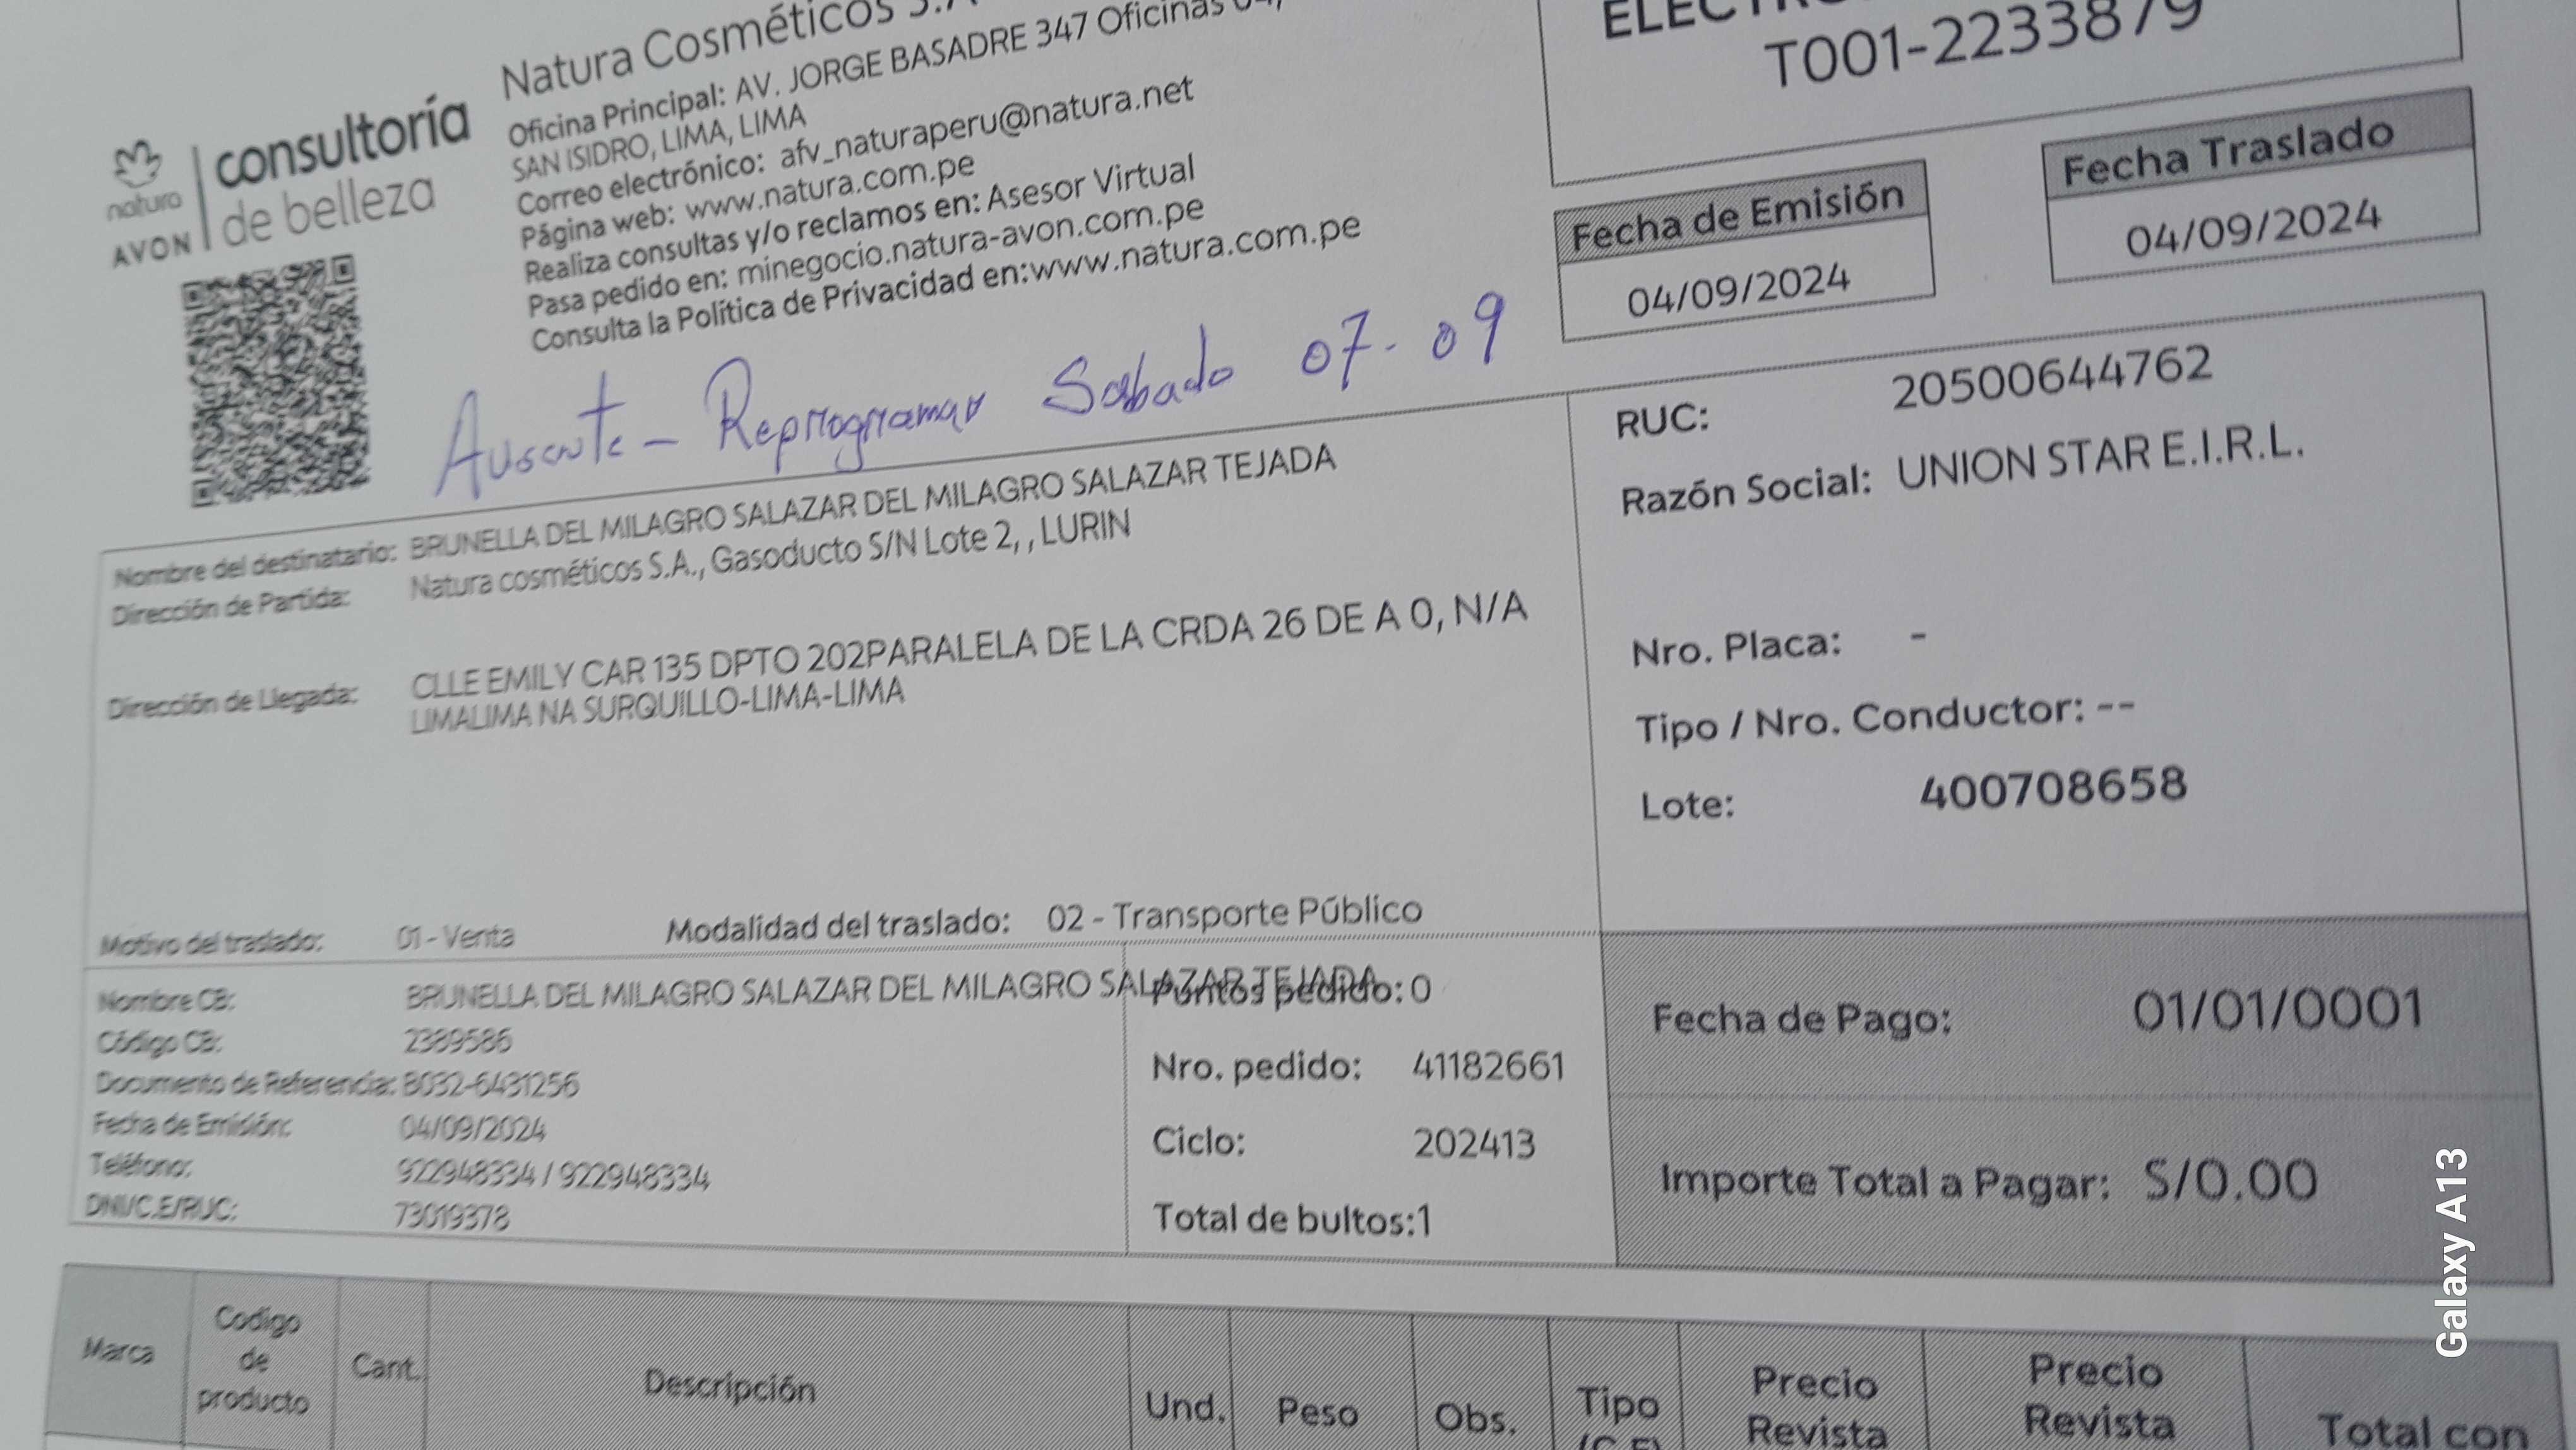 natura
AVON
consultoría
de belleza
Natura Cosméticos S.A
Oficina Principal: AV. JORGE BASADRE 347 Oficinas
SAN ISIDRO, LIMA, LIMA
Correo electrónico: afv_naturaperu@natura.net
Página web: www.natura.com.pe
Realiza consultas y/o reclamos en: Asesor Virtual
Pasa pedido en: minegocio.natura-avon.com.pe
Consulta la Política de Privacidad en:www.natura.com.pe
T001-2233879
Fecha de Emisión
04/09/2024
Fecha Traslado
04/09/2024
Ausente - Reprogramar Sabado 07-09
Nombre del destinatario: BRUNELLA DEL MILAGRO SALAZAR DEL MILAGRO SALAZAR TEJADA
Dirección de Partida: Natura cosméticos S.A., Gasoducto S/N Lote 2, , LURIN
Dirección de Llegada: CLLE EMILY CAR 135 DPTO 202PARALELA DE LA CRDA 26 DE A 0, N/A
LIMALIMA NA SURQUILLO-LIMA-LIMA
Motivo del traslado: 01 - Venta Modalidad del traslado: 02 - Transporte Público
RUC: 20500644762
Razón Social: UNION STAR E.I.R.L.
Nro. Placa: -
Tipo / Nro. Conductor: --
Lote: 400708658
Nombre CB: BRUNELLA DEL MILAGRO SALAZAR DEL MILAGRO SALAZAR TEJADA
Código CB: 2389586
Documento de Referencia: B032-6431256
Fecha de Emisión: 04/09/2024
Teléfono: 922948334 / 922948334
DNI/C.E/RUC: 73019378
Puntos pedido: 0
Nro. pedido: 41182661
Ciclo: 202413
Total de bultos:1
Fecha de Pago: 01/01/0001
Importe Total a Pagar: S/0.00
Marca
Codigo
de
producto
Cant.
Descripción
Und.
Peso
Obs.
Tipo
Precio
Revista
Precio
Revista
Total con
Galaxy A13